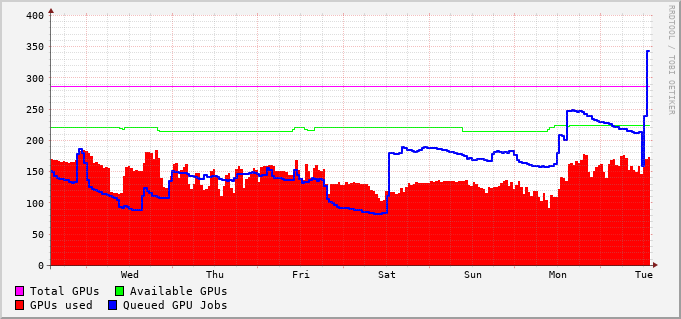 400
350
300
250
200
150
100
50
0
Wed Thu Fri Sat Sun Mon Tue
Total GPUs Available GPUs
GPUs used Queued GPU Jobs
RRDTOOL / TOBI OETIKER